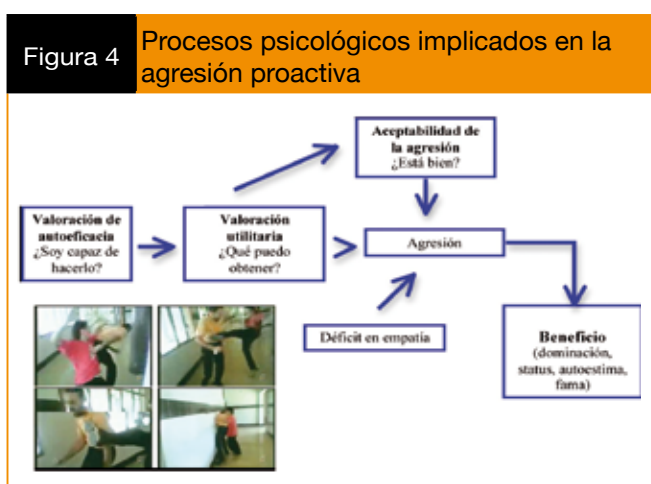 Figura 4
Procesos psicológicos implicados en la
agresión proactiva
Aceptabilidad de
la agresión
¿Está bien?
Valoración de
autoeficacia
¿Soy capaz de
hacerlo?
Valoración
utilitaria
¿Qué puedo
obtener?
Agresión
Déficit en empatía
Beneficio
(dominación,
status, autoestima,
fama)